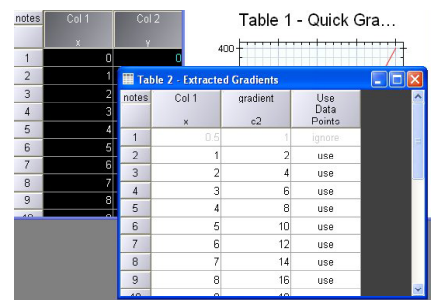 notes Col 1 Col 2 Table 1 - Quick Gra...
x y 400
1 0 0
2 1
3 2
4 3
5 4
6 5
7 6
8 7
9 8
Table 2 - Extracted Gradients
notes Col 1 gradient Use
Data
x c2 Points
1 0.5 1 ignore
2 1 2 use
3 2 4 use
4 3 6 use
5 4 8 use
6 5 10 use
7 6 12 use
8 7 14 use
9 8 16 use